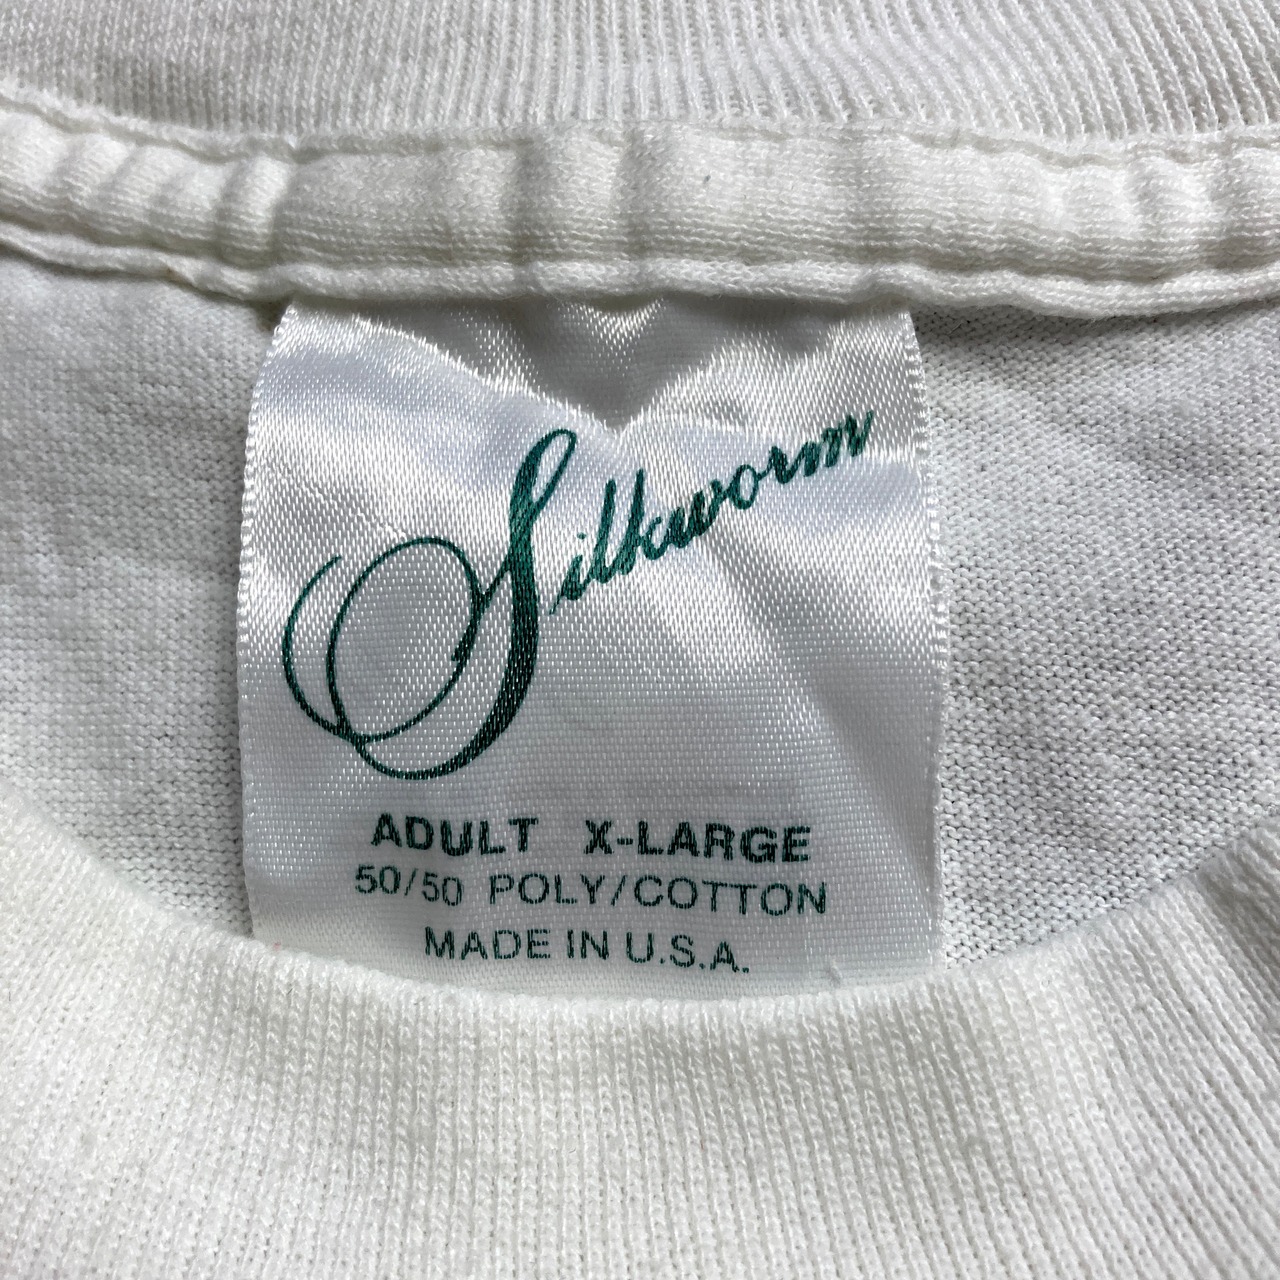 Silkworm
ADULT X-LARGE
50/50 POLY/COTTON
MADE IN U.S.A.